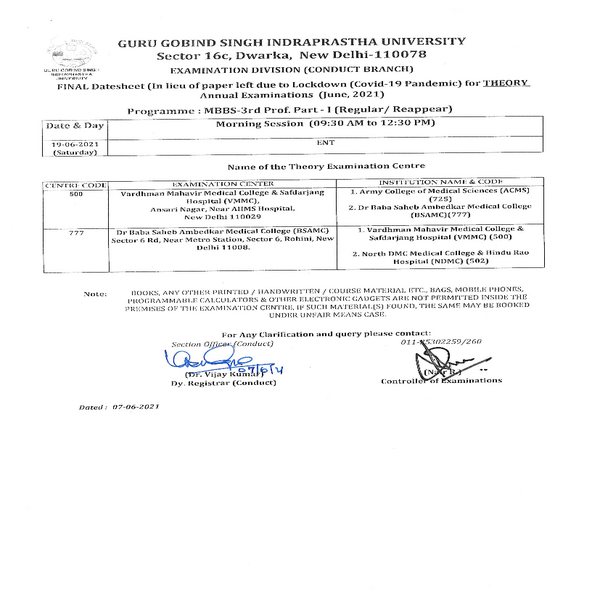 GURU GOBIND SINGH INDRAPRASTHA UNIVERSITY
Sector 16c, Dwarka, New Delhi-110078
GURU GOBIND SINGH
INDRAPRASTHA
UNIVERSITY
EXAMINATION DIVISION (CONDUCT BRANCH)
FINAL Datesheet (In lieu of paper left due to Lockdown (Covid-19 Pandemic) for THEORY
Annual Examinations (June, 2021)
Programme : MBBS-3rd Prof. Part - I (Regular/ Reappear)
Date & Day Morning Session (09:30 AM to 12:30 PM)
19-06-2021 ENT
(Saturday)
Name of the Theory Examination Centre
CENTRE CODE EXAMINATION CENTER INSTITUTION NAME & CODE
500 Vardhman Mahavir Medical College & Safdarjang 1. Army College of Medical Sciences (ACMS)
Hospital (VMMC), (725)
Ansari Nagar, Near AIIMS Hospital, 2. Dr Baba Saheb Ambedkar Medical College
New Delhi 110029 (BSAMC)(777)
777 Dr Baba Saheb Ambedkar Medical College (BSAMC) 1. Vardhman Mahavir Medical College &
Sector 6 Rd, Near Metro Station, Sector 6, Rohini, New Safdarjang Hospital (VMMC) (500)
Delhi 11008. 2. North DMC Medical College & Hindu Rao
Hospital (NDMC) (502)
Note: BOOKS, ANY OTHER PRINTED / HANDWRITTEN / COURSE MATERIAL ETC., BAGS, MOBILE PHONES,
PROGRAMMABLE CALCULATORS & OTHER ELECTRONIC GAUGETS ARE NOT PERMITTED INSIDE THE
PREMISES OF THE EXAMINATION CENTRE, IF SUCH MATERIAL(S) FOUND, THE SAME MAY BE BOOKED
UNDER UNFAIR MEANS CASE.
For Any Clarification and query please contact:
Section Officer (Conduct) 011-25302259/260
07/6/21
(Dr. Vijay Kumar) (Nair R.)
Dy. Registrar (Conduct) Controller of Examinations
Dated : 07-06-2021